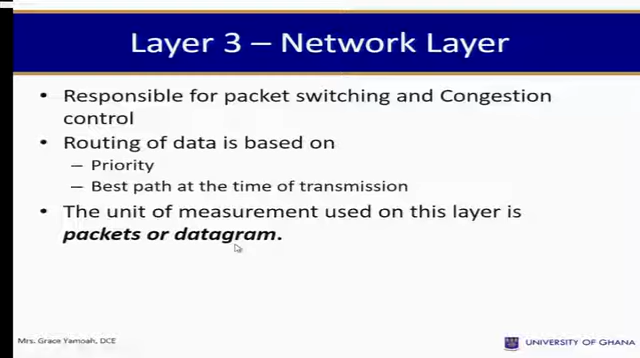 Layer 3 – Network Layer
• Responsible for packet switching and Congestion
control
• Routing of data is based on
– Priority
– Best path at the time of transmission
• The unit of measurement used on this layer is
packets or datagram.
Mrs. Grace Yamoah, DCE
UNIVERSITY OF GHANA